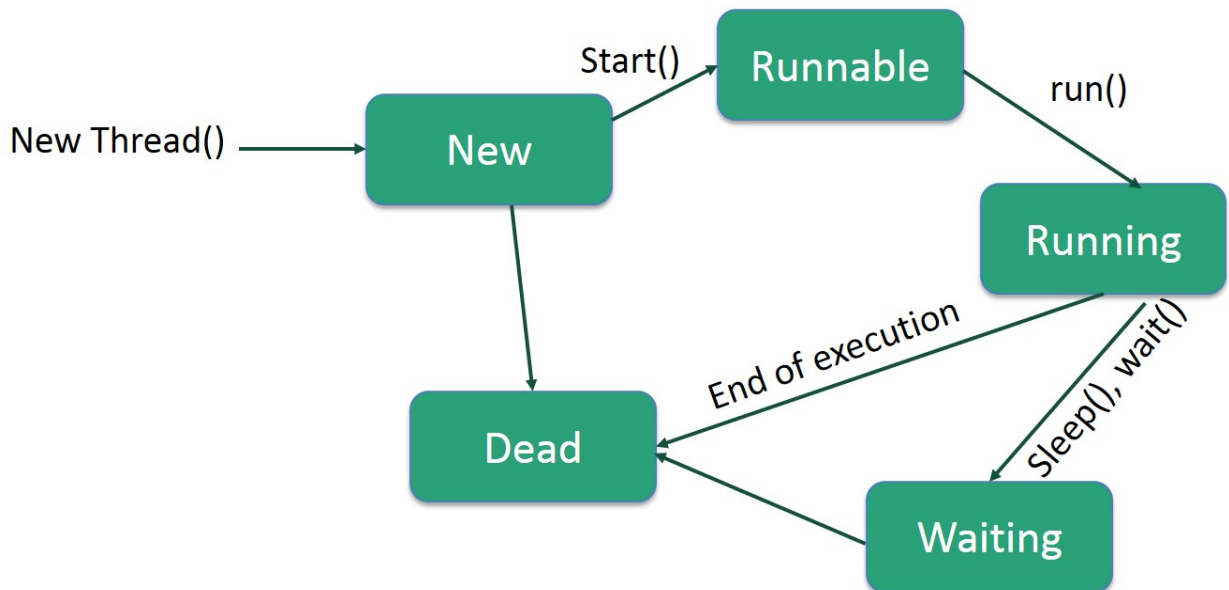 Start()
Runnable
run()
New Thread()
New
Running
End of execution
Sleep(), wait()
Dead
Waiting